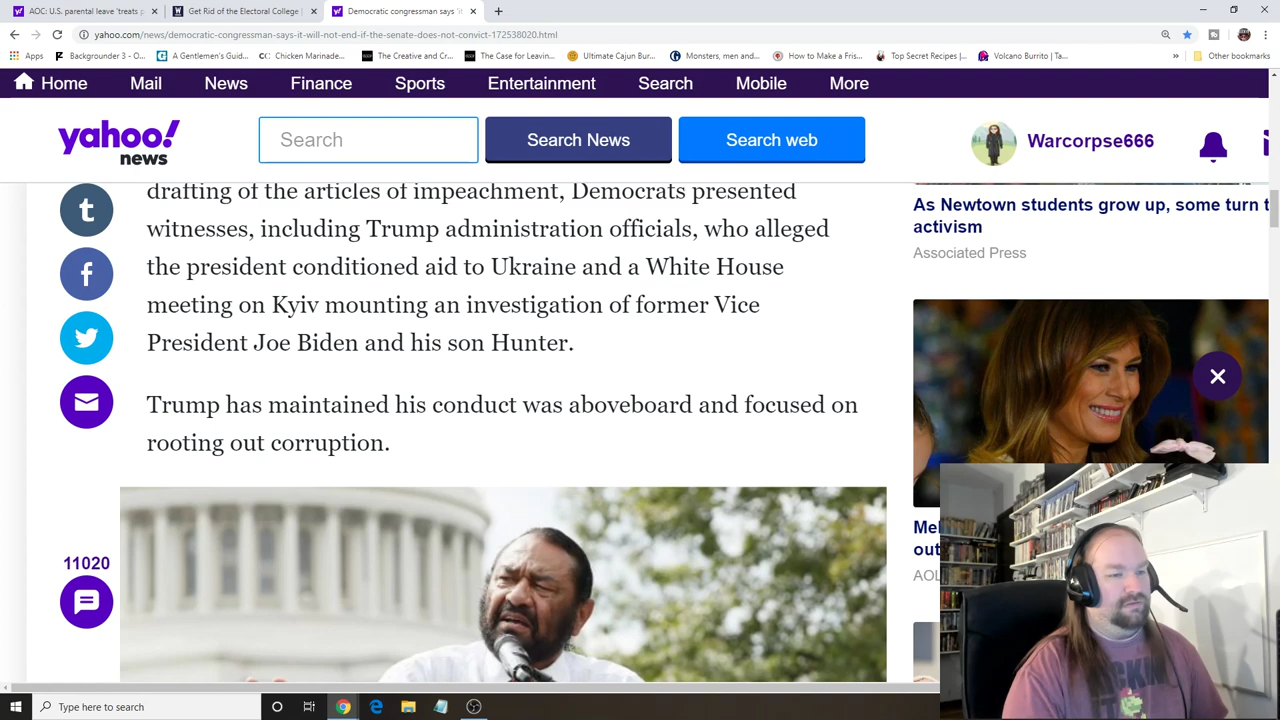 AOC: U.S. parental leave 'treats p
Get Rid of the Electoral College |
Democratic congressman says 'it
yahoo.com/news/democratic-congressman-says-it-will-not-end-if-the-senate-does-not-convict-172538020.html
Apps
Backgrounder 3 - O...
A Gentlemen's Guid...
Chicken Marinade...
The Creative and Cr...
The Case for Leavin...
Ultimate Cajun Bur...
Monsters, men and...
How to Make a Fris...
Top Secret Recipes |...
Volcano Burrito | Ta...
»
Other bookmarks
Home Mail News Finance Sports Entertainment Search Mobile More
yahoo!
news
Search
Search News
Search web
Warcorpse666
drafting of the articles of impeachment, Democrats presented
witnesses, including Trump administration officials, who alleged
the president conditioned aid to Ukraine and a White House
meeting on Kyiv mounting an investigation of former Vice
President Joe Biden and his son Hunter.
Trump has maintained his conduct was aboveboard and focused on
rooting out corruption.
11020
As Newtown students grow up, some turn t
activism
Associated Press
Mel
out
AOL
Type here to search